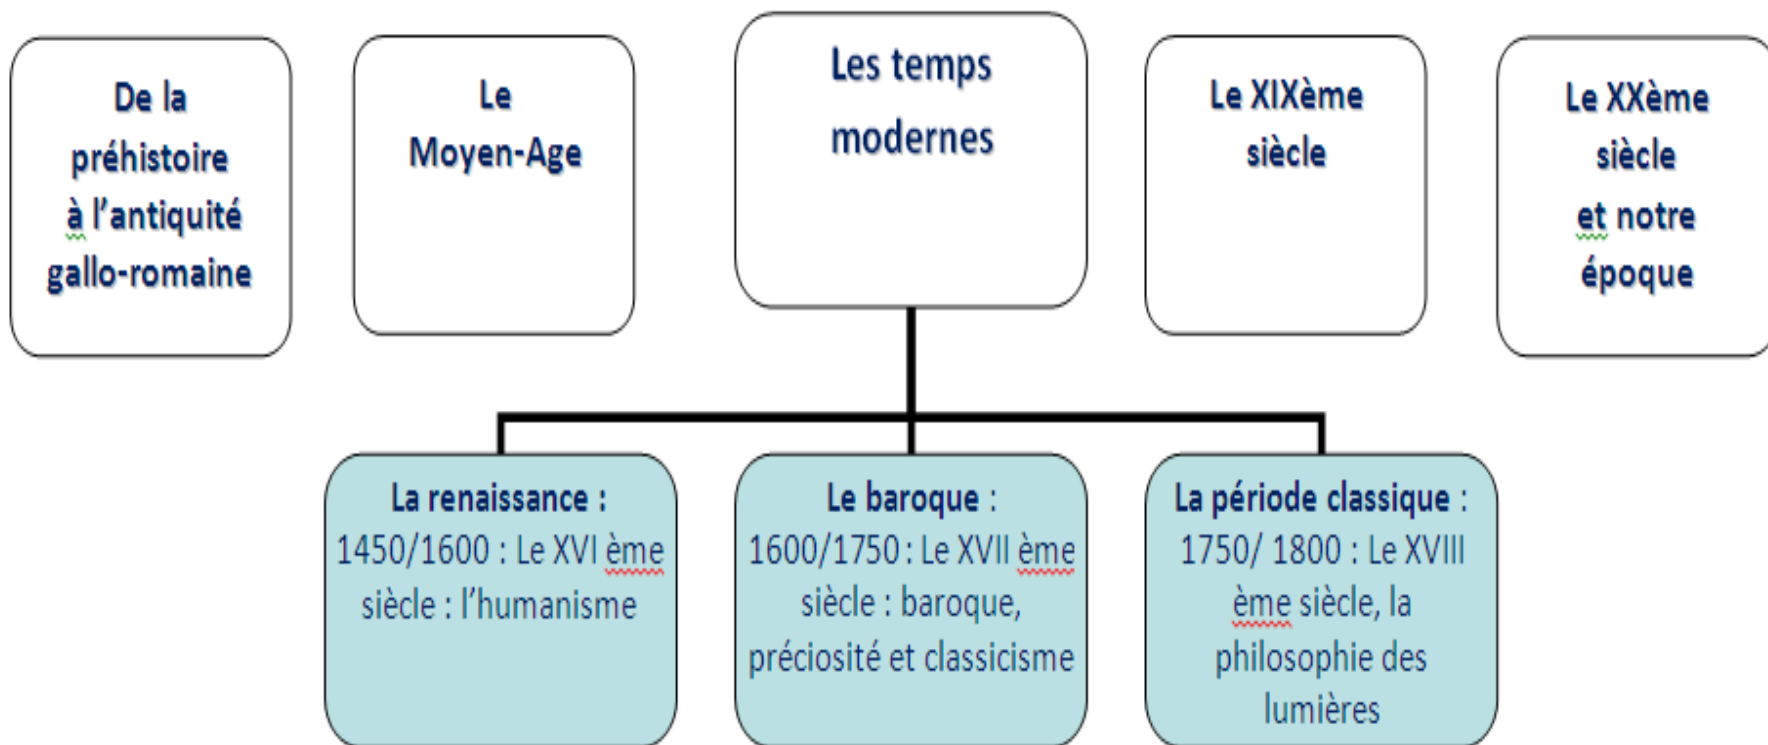 De la
préhistoire
à l'antiquité
gallo-romaine
Le
Moyen-Age
Les temps
modernes
Le XIXème
siècle
Le XXème
siècle
et notre
époque
La renaissance :
1450/1600 : Le XVI ème
siècle : l'humanisme
Le baroque :
1600/1750 : Le XVII ème
siècle : baroque,
préciosité et classicisme
La période classique :
1750/ 1800 : Le XVIII
ème siècle, la
philosophie des
lumières